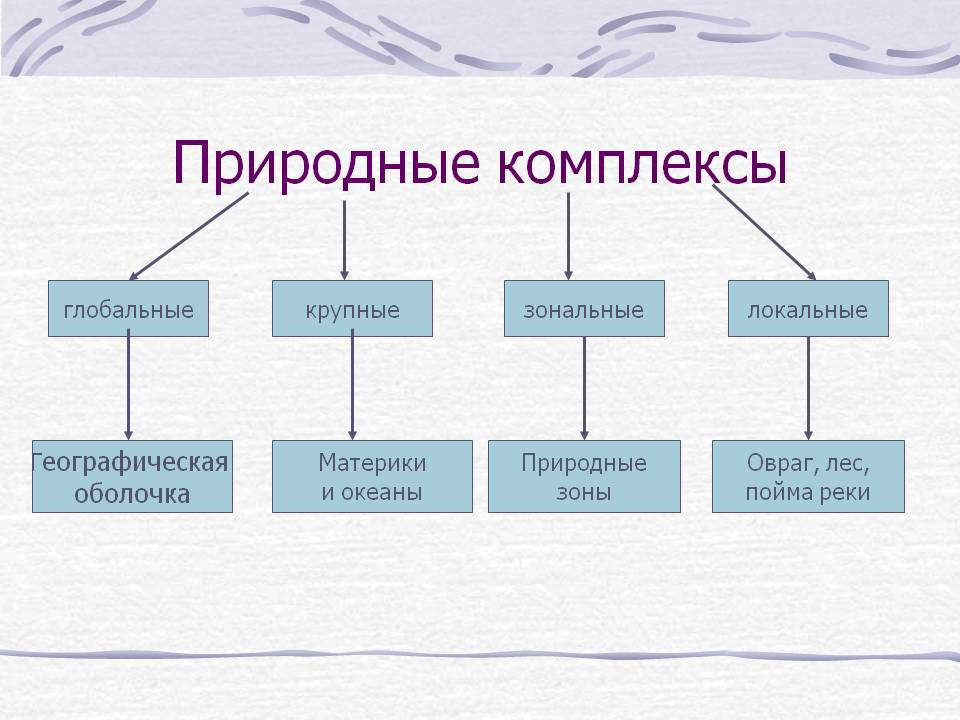 Природные комплексы
глобальные
крупные
зональные
локальные
Географическая
оболочка
Материки
и океаны
Природные
зоны
Овраг, лес,
пойма реки